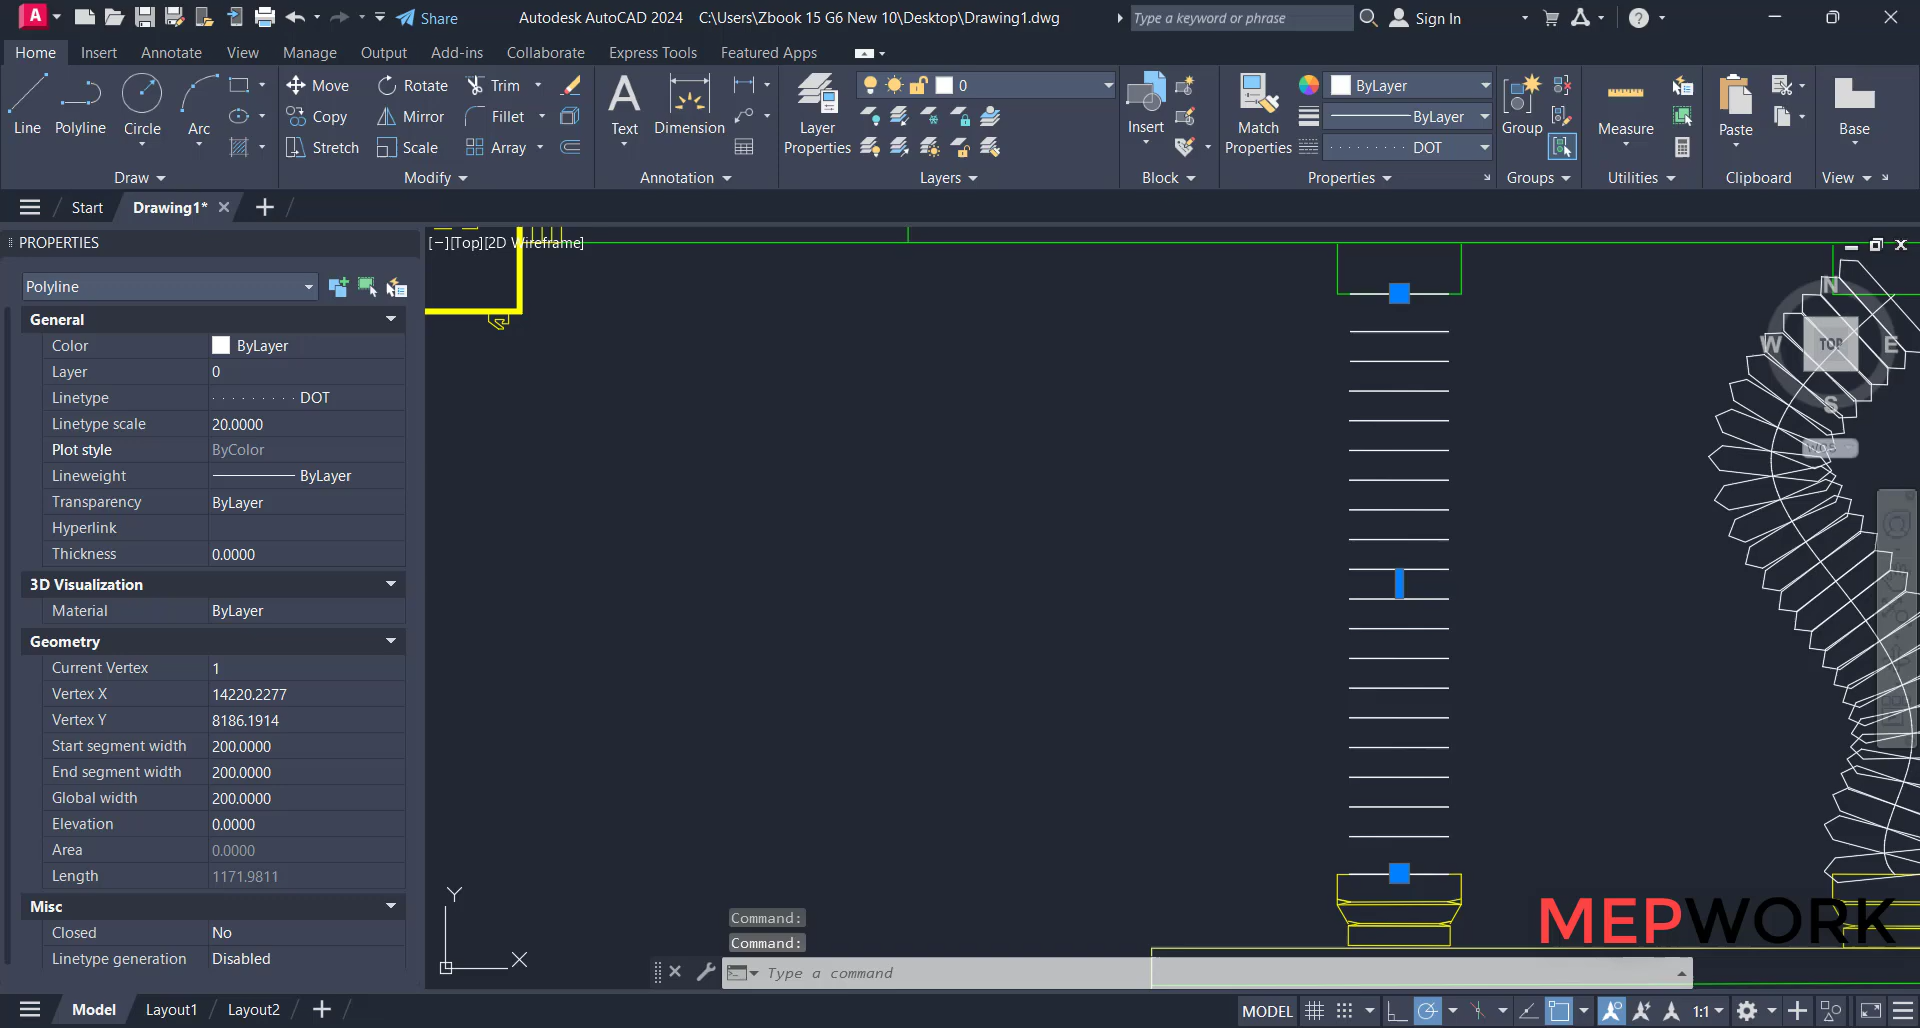 A Share Autodesk AutoCAD 2024 C:\Users\Zbook 15 G6 New 10\Desktop\Drawing1.dwg Type a keyword or phrase Sign In
Home Insert Annotate View Manage Output Add-ins Collaborate Express Tools Featured Apps
Line Polyline Circle Arc
Draw
Move Rotate Trim
Copy Mirror Fillet
Stretch Scale Array
Modify
Text Dimension
Annotation
Layer Properties
0
Layers
Insert
Block
Match Properties
ByLayer
ByLayer
DOT
Properties
Group
Groups
Measure
Utilities
Paste
Clipboard
Base
View
Start Drawing1*
PROPERTIES
Polyline
General
Color ByLayer
Layer 0
Linetype DOT
Linetype scale 20.0000
Plot style ByColor
Lineweight ByLayer
Transparency ByLayer
Hyperlink
Thickness 0.0000
3D Visualization
Material ByLayer
Geometry
Current Vertex 1
Vertex X 14220.2277
Vertex Y 8186.1914
Start segment width 200.0000
End segment width 200.0000
Global width 200.0000
Elevation 0.0000
Area 0.0000
Length 1171.9811
Misc
Closed No
Linetype generation Disabled
[−][Top][2D Wireframe]
N
W TOP E
S
WCS
Y
X
Command:
Command:
Type a command
MEPWORK
Model Layout1 Layout2
MODEL 1:1